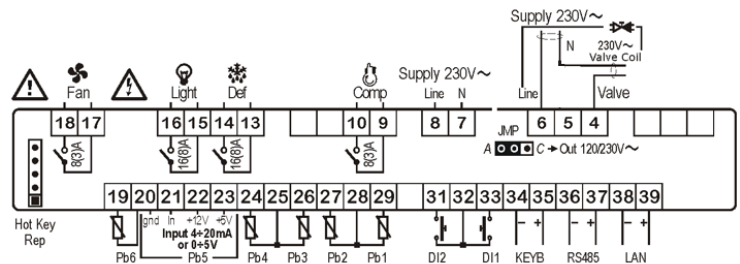 Supply 230V~
N
230V~
Valve Coil
Fan
Light
Def
Comp
Supply 230V~
Line
N
Line
Valve
18 17
16 15 14 13
10 9
8 7
6 5 4
8(3)A
16(8)A
16(8)A
8(3)A
JMP
A C → Out 120/230V~
19 20 21 22 23 24 25 26 27 28 29
31 32 33 34 35 36 37 38 39
Hot Key
Rep
gnd In +12V +5V
Input 4÷20mA
or 0÷5V
- + - + - +
Pb6 Pb5 Pb4 Pb3 Pb2 Pb1 DI2 DI1 KEYB RS485 LAN